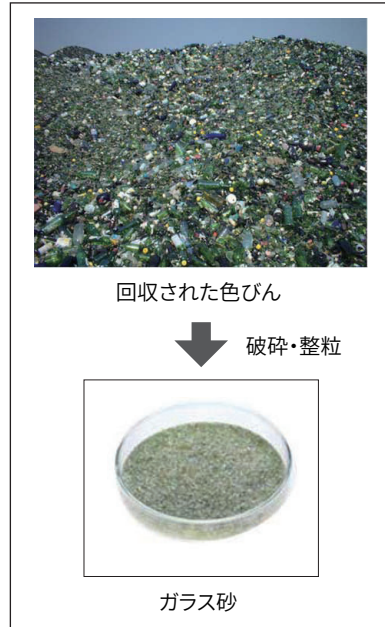 回収された色びん
破砕・整粒
ガラス砂